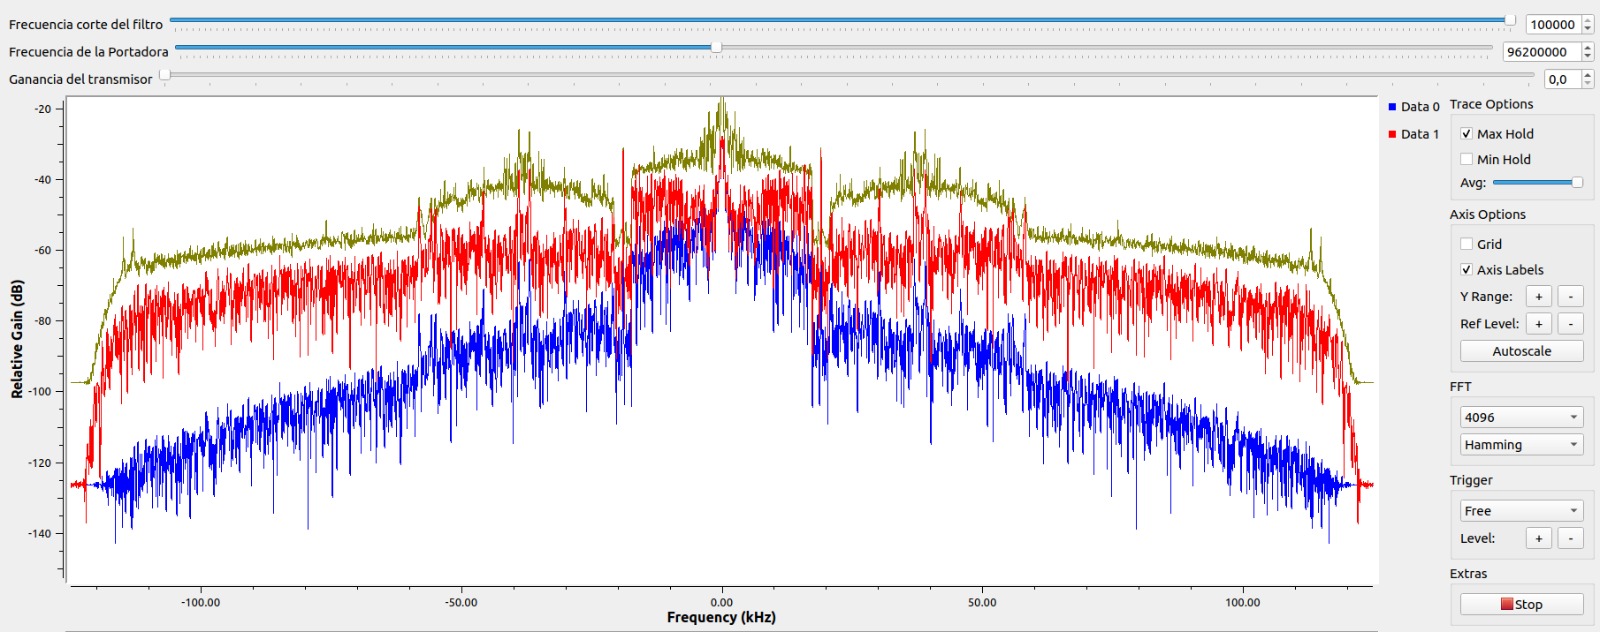 Frecuencia corte del filtro 100000
Frecuencia de la Portadora 96200000
Ganancia del transmisor 0,0
Data 0
Data 1
Trace Options
Max Hold
Min Hold
Avg:
Axis Options
Grid
Axis Labels
Y Range: + -
Ref Level: + -
Autoscale
FFT
4096
Hamming
Trigger
Free
Level: + -
Extras
Stop
Relative Gain (dB)
-20
-40
-60
-80
-100
-120
-140
-100.00 -50.00 0.00 50.00 100.00
Frequency (kHz)